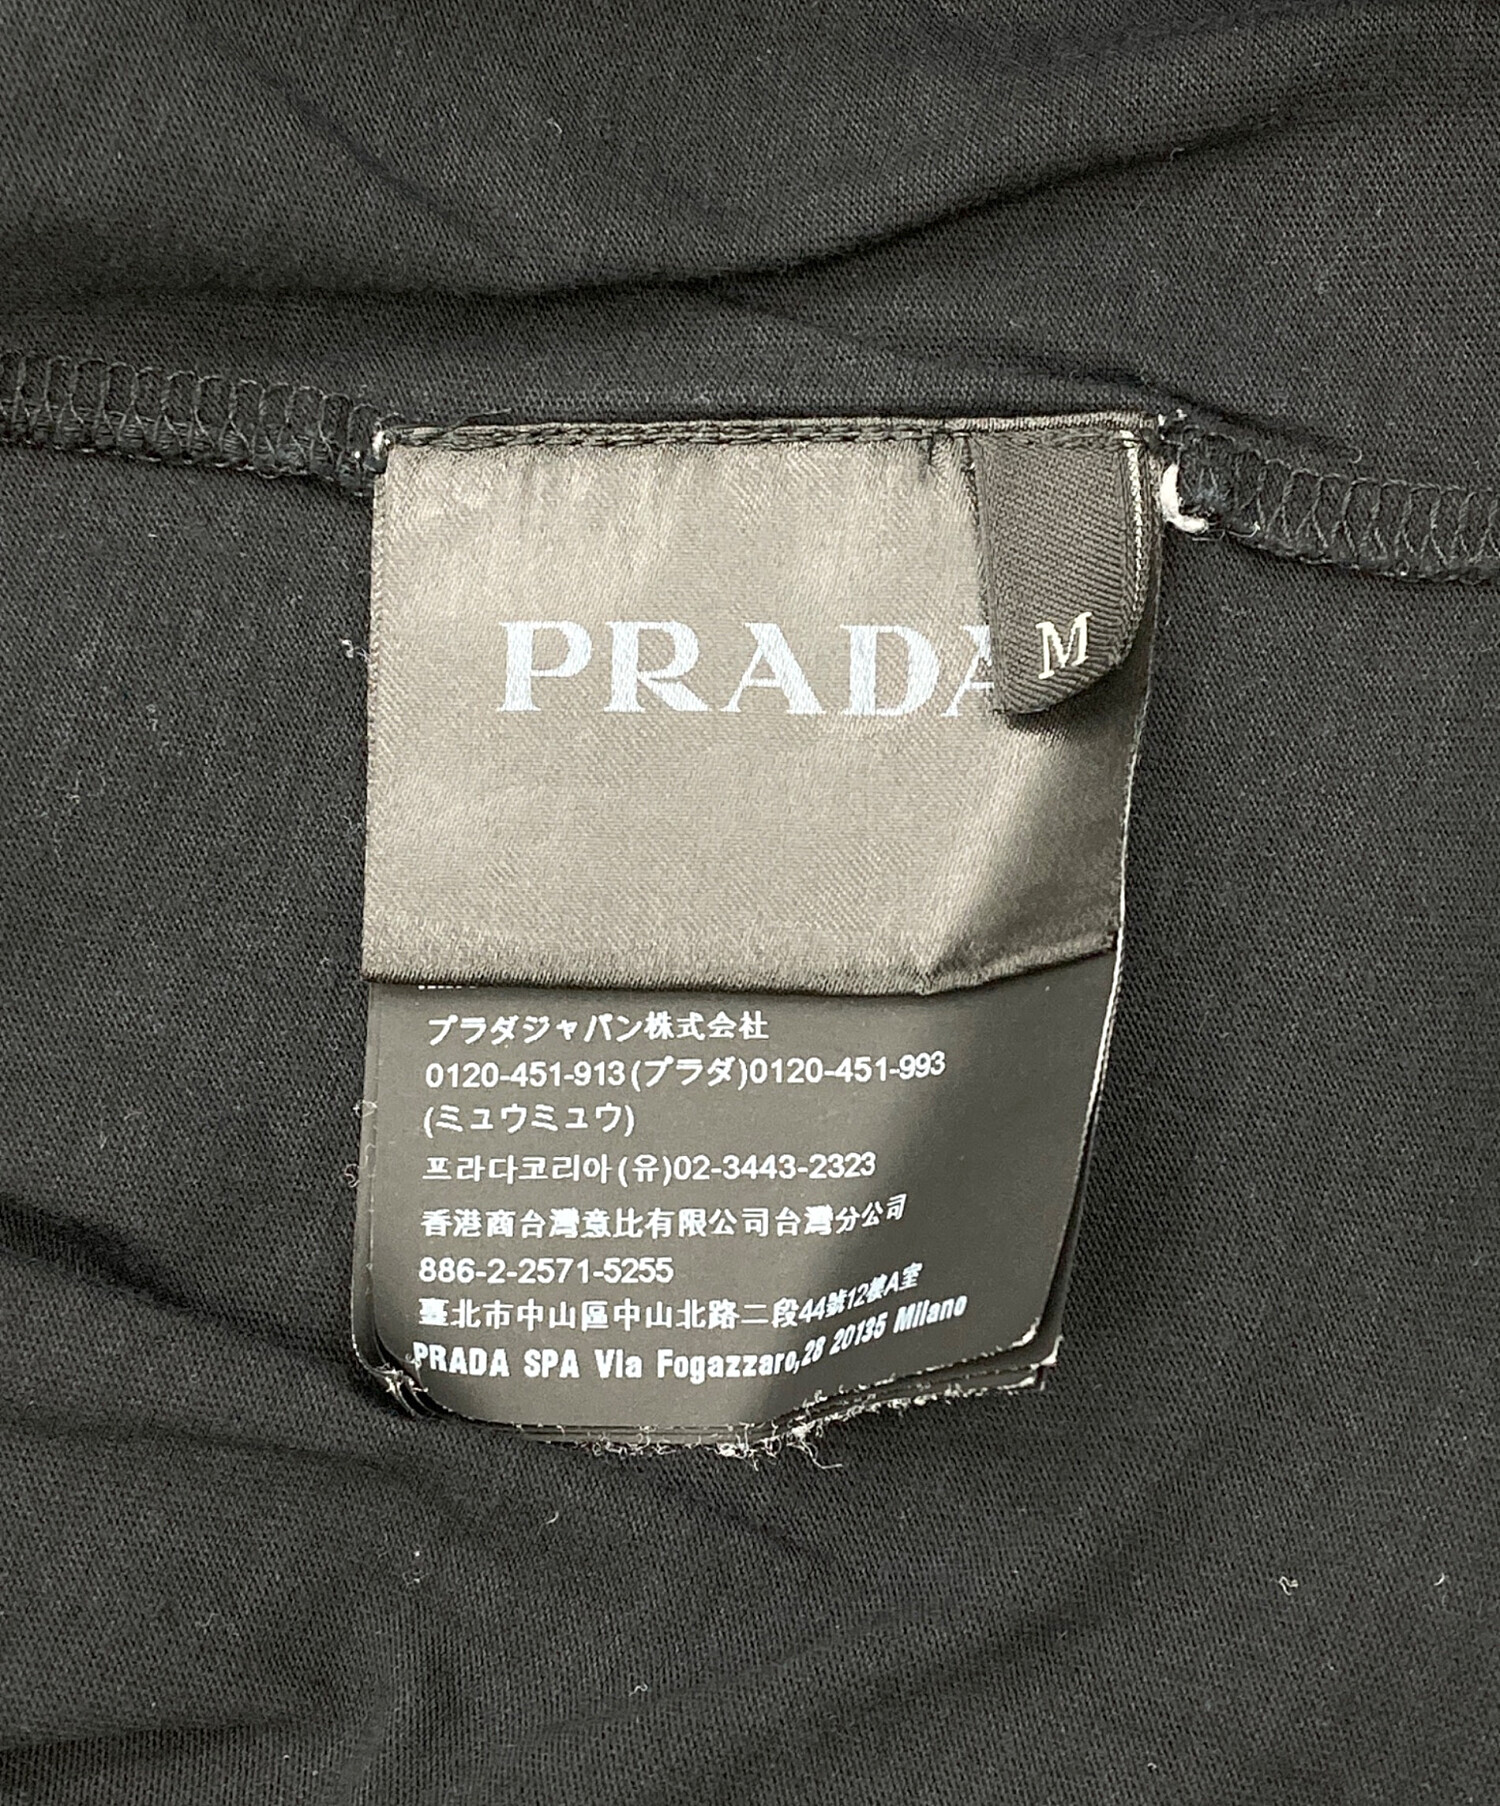 PRADA
M
プラダジャパン株式会社
0120-451-913(プラダ)0120-451-993
(ミュウミュウ)
프라다코리아(유)02-3443-2323
香港商台灣意比有限公司台灣分公司
886-2-2571-5255
臺北市中山區中山北路二段44號12樓A室
PRADA SPA Via Fogazzaro,28 20135 Milano